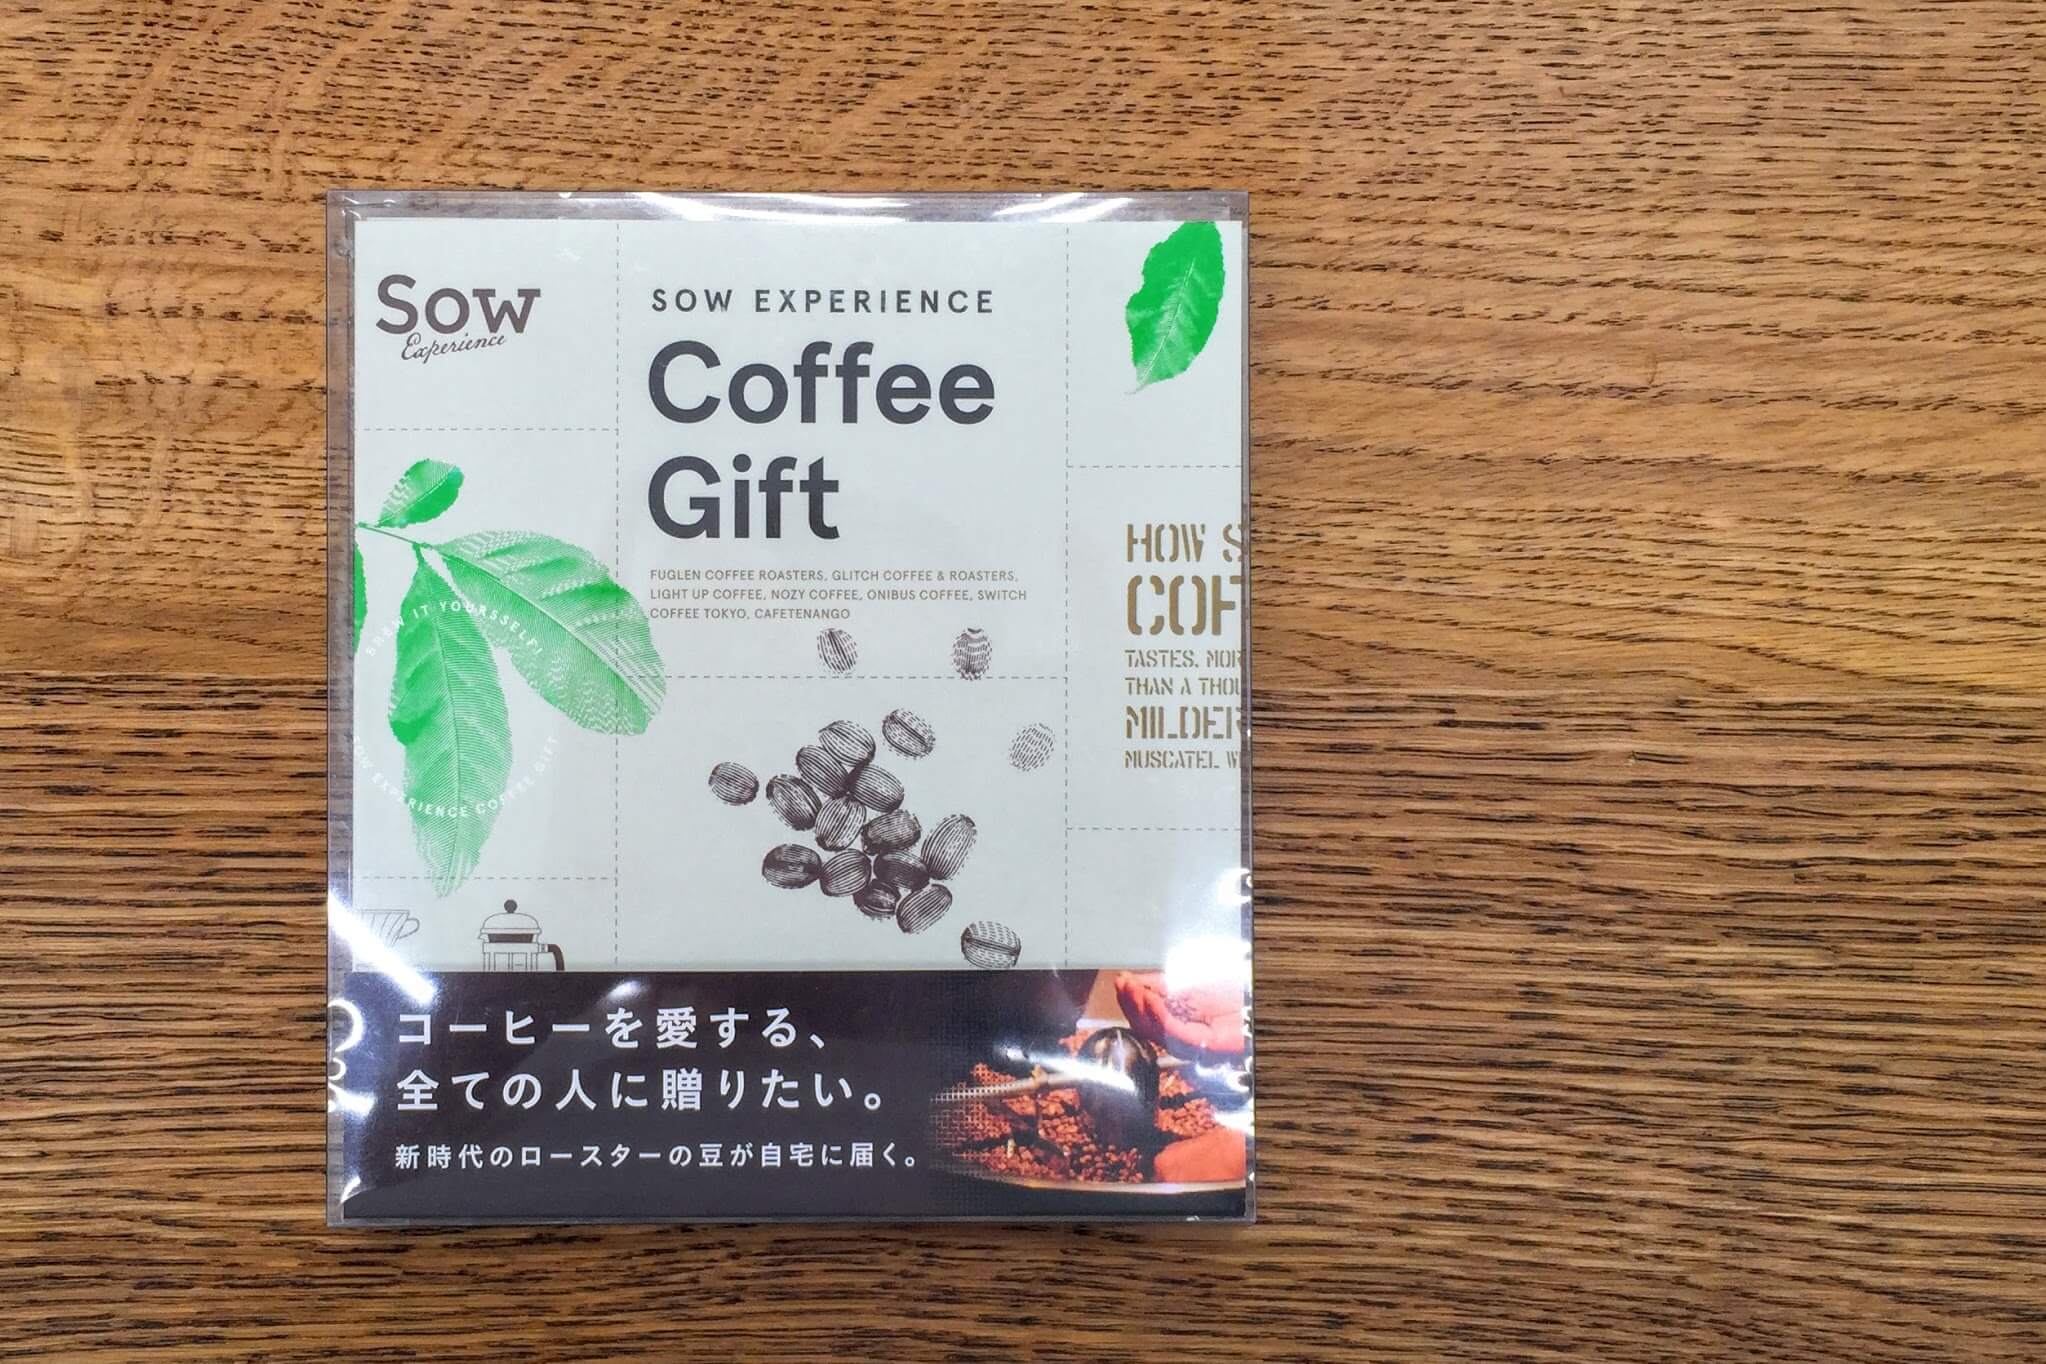 Sow
Experience
SOW EXPERIENCE
Coffee
Gift
FUGLEN COFFEE ROASTERS, GLITCH COFFEE & ROASTERS,
LIGHT UP COFFEE, NOZY COFFEE, ONIBUS COFFEE, SWITCH
COFFEE TOKYO, CAFETENANGO
BREW IT YOURSSELF!
SOW EXPERIENCE COFFEE GIFT
HOW S
COF
TASTES. MOR
THAN A THOU
MILDER
MUSCATEL W
コーヒーを愛する、
全ての人に贈りたい。
新時代のロースターの豆が自宅に届く。